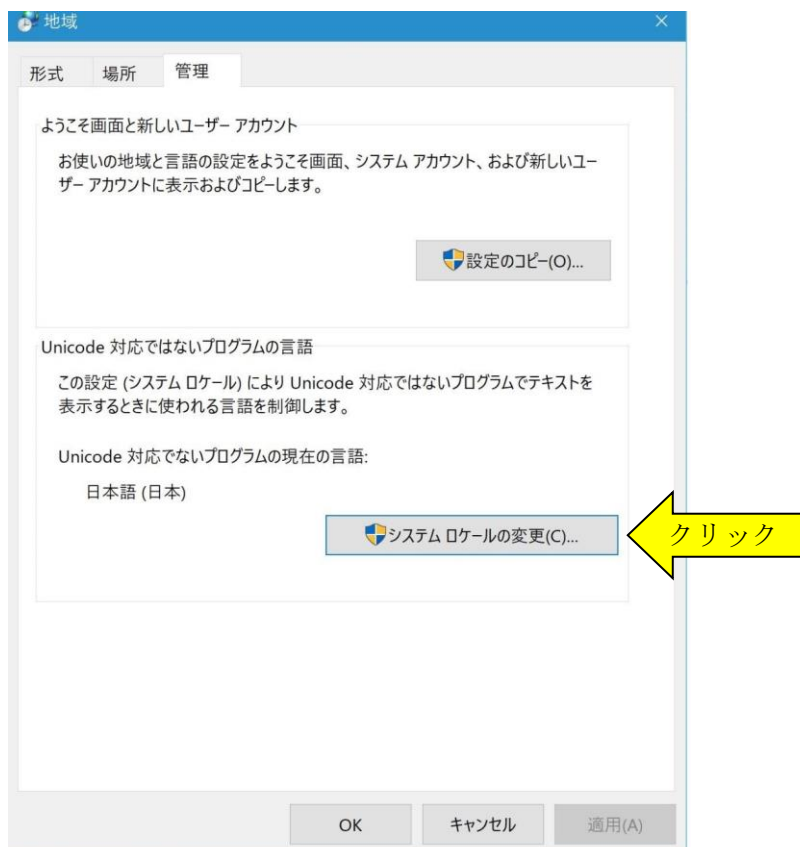 地域
形式 場所 管理
ようこそ画面と新しいユーザー アカウント
お使いの地域と言語の設定をようこそ画面、システム アカウント、および新しいユー
ザー アカウントに表示およびコピーします。
設定のコピー(O)...
Unicode 対応ではないプログラムの言語
この設定 (システム ロケール) により Unicode 対応ではないプログラムでテキストを
表示するときに使われる言語を制御します。
Unicode 対応でないプログラムの現在の言語:
日本語 (日本)
システム ロケールの変更(C)...
クリック
OK キャンセル 適用(A)